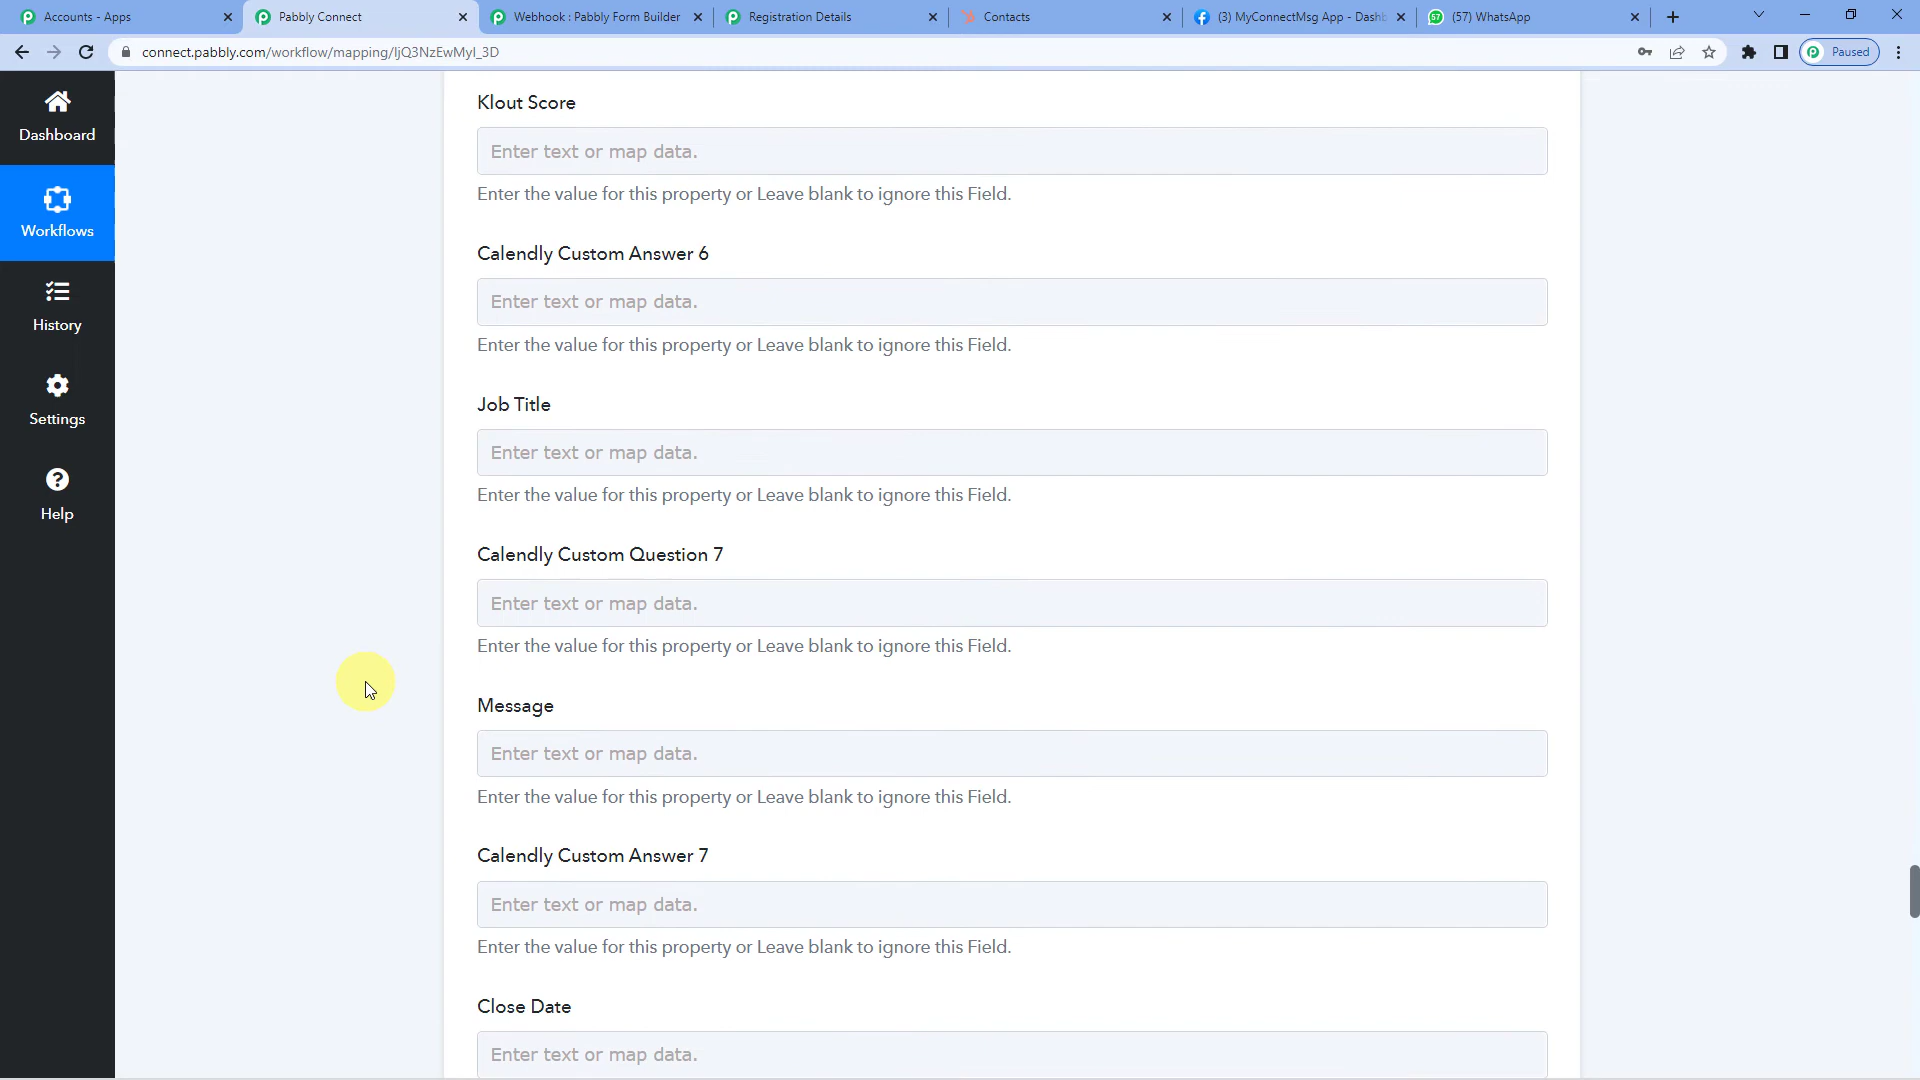 Accounts - Apps
Pabbly Connect
Webhook : Pabbly Form Builder
Registration Details
Contacts
(3) MyConnectMsg App - Dashb
57
(57) WhatsApp
connect.pabbly.com/workflow/mapping/IjQ3NzEwMyI_3D
Paused
Dashboard
Workflows
History
Settings
Help
Klout Score
Enter text or map data.
Enter the value for this property or Leave blank to ignore this Field.
Calendly Custom Answer 6
Enter text or map data.
Enter the value for this property or Leave blank to ignore this Field.
Job Title
Enter text or map data.
Enter the value for this property or Leave blank to ignore this Field.
Calendly Custom Question 7
Enter text or map data.
Enter the value for this property or Leave blank to ignore this Field.
Message
Enter text or map data.
Enter the value for this property or Leave blank to ignore this Field.
Calendly Custom Answer 7
Enter text or map data.
Enter the value for this property or Leave blank to ignore this Field.
Close Date
Enter text or map data.